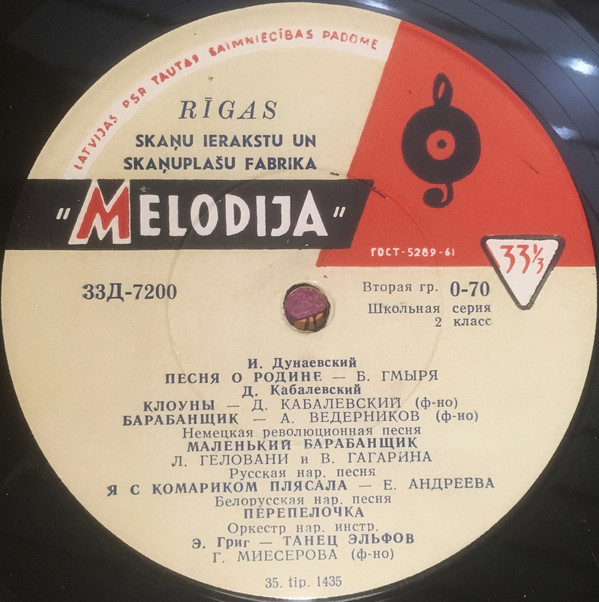 LATVIJAS PSR TAUTAS SAIMNIECĪBAS PADOME
RĪGAS
SKAŅU IERAKSTU UN
SKAŅUPLAŠU FABRIKA
"MELODIJA"
ГОСТ-5289-61
33⅓
33Д-7200
Вторая гр. 0-70
Школьная серия
2 класс
И. Дунаевский
ПЕСНЯ О РОДИНЕ — Б. ГМЫРЯ
Д. Кабалевский
КЛОУНЫ — Д. КАБАЛЕВСКИЙ (ф-но)
БАРАБАНЩИК — А. ВЕДЕРНИКОВ (ф-но)
Немецкая революционная песня
МАЛЕНЬКИЙ БАРАБАНЩИК
Л. ГЕЛОВАНИ и В. ГАГАРИНА
Русская нар. песня
Я С КОМАРИКОМ ПЛЯСАЛА — Е. АНДРЕЕВА
Белорусская нар. песня
ПЕРЕПЕЛОЧКА
Оркестр нар. инстр.
Э. Григ — ТАНЕЦ ЭЛЬФОВ
Г. МИЕСЕРОВА (ф-но)
35. tip. 1435